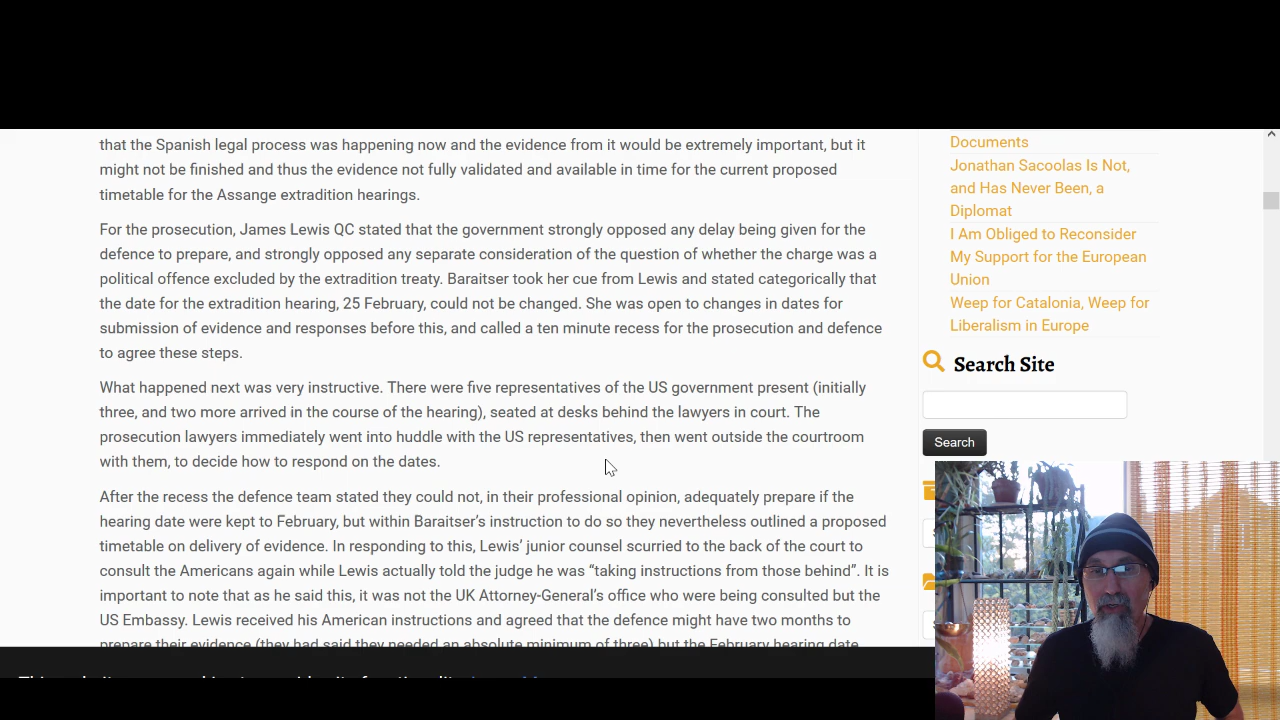 that the Spanish legal process was happening now and the evidence from it would be extremely important, but it
might not be finished and thus the evidence not fully validated and available in time for the current proposed
timetable for the Assange extradition hearings.
For the prosecution, James Lewis QC stated that the government strongly opposed any delay being given for the
defence to prepare, and strongly opposed any separate consideration of the question of whether the charge was a
political offence excluded by the extradition treaty. Baraitser took her cue from Lewis and stated categorically that
the date for the extradition hearing, 25 February, could not be changed. She was open to changes in dates for
submission of evidence and responses before this, and called a ten minute recess for the prosecution and defence
to agree these steps.
What happened next was very instructive. There were five representatives of the US government present (initially
three, and two more arrived in the course of the hearing), seated at desks behind the lawyers in court. The
prosecution lawyers immediately went into huddle with the US representatives, then went outside the courtroom
with them, to decide how to respond on the dates.
After the recess the defence team stated they could not, in their professional opinion, adequately prepare if the
hearing date were kept to February, but within Baraitser's instruction to do so they nevertheless outlined a proposed
timetable on delivery of evidence. In responding to this, Lewis' junior counsel scurried to the back of the court to
consult the Americans again while Lewis actually told the judge he was “taking instructions from those behind”. It is
important to note that as he said this, it was not the UK Attorney-General's office who were being consulted but the
US Embassy. Lewis received his American instructions and agreed that the defence might have two months to
prepare their evidence (they had said they needed an absolute minimum of three) but the February hearing date
Documents
Jonathan Sacoolas Is Not,
and Has Never Been, a
Diplomat
I Am Obliged to Reconsider
My Support for the European
Union
Weep for Catalonia, Weep for
Liberalism in Europe
Search Site
Search